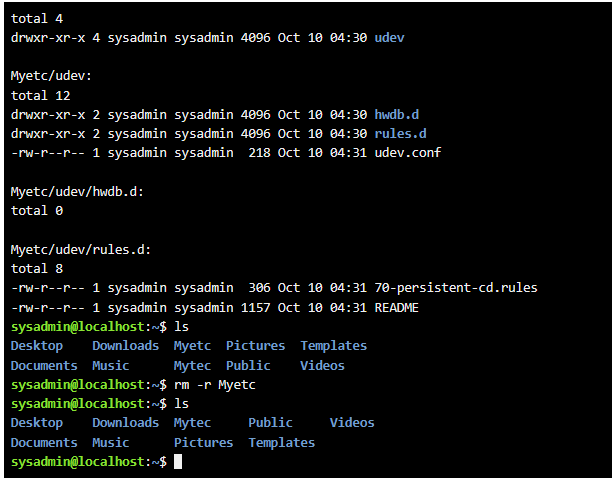 total 4
drwxr-xr-x 4 sysadmin sysadmin 4096 Oct 10 04:30 udev
Myetc/udev:
total 12
drwxr-xr-x 2 sysadmin sysadmin 4096 Oct 10 04:30 hwdb.d
drwxr-xr-x 2 sysadmin sysadmin 4096 Oct 10 04:30 rules.d
-rw-r--r-- 1 sysadmin sysadmin  218 Oct 10 04:31 udev.conf
Myetc/udev/hwdb.d:
total 0
Myetc/udev/rules.d:
total 8
-rw-r--r-- 1 sysadmin sysadmin  306 Oct 10 04:31 70-persistent-cd.rules
-rw-r--r-- 1 sysadmin sysadmin 1157 Oct 10 04:31 README
sysadmin@localhost:~$ ls
Desktop    Downloads  Myetc  Pictures  Templates
Documents  Music      Mytec  Public    Videos
sysadmin@localhost:~$ rm -r Myetc
sysadmin@localhost:~$ ls
Desktop    Downloads  Mytec     Public     Videos
Documents  Music      Pictures  Templates
sysadmin@localhost:~$